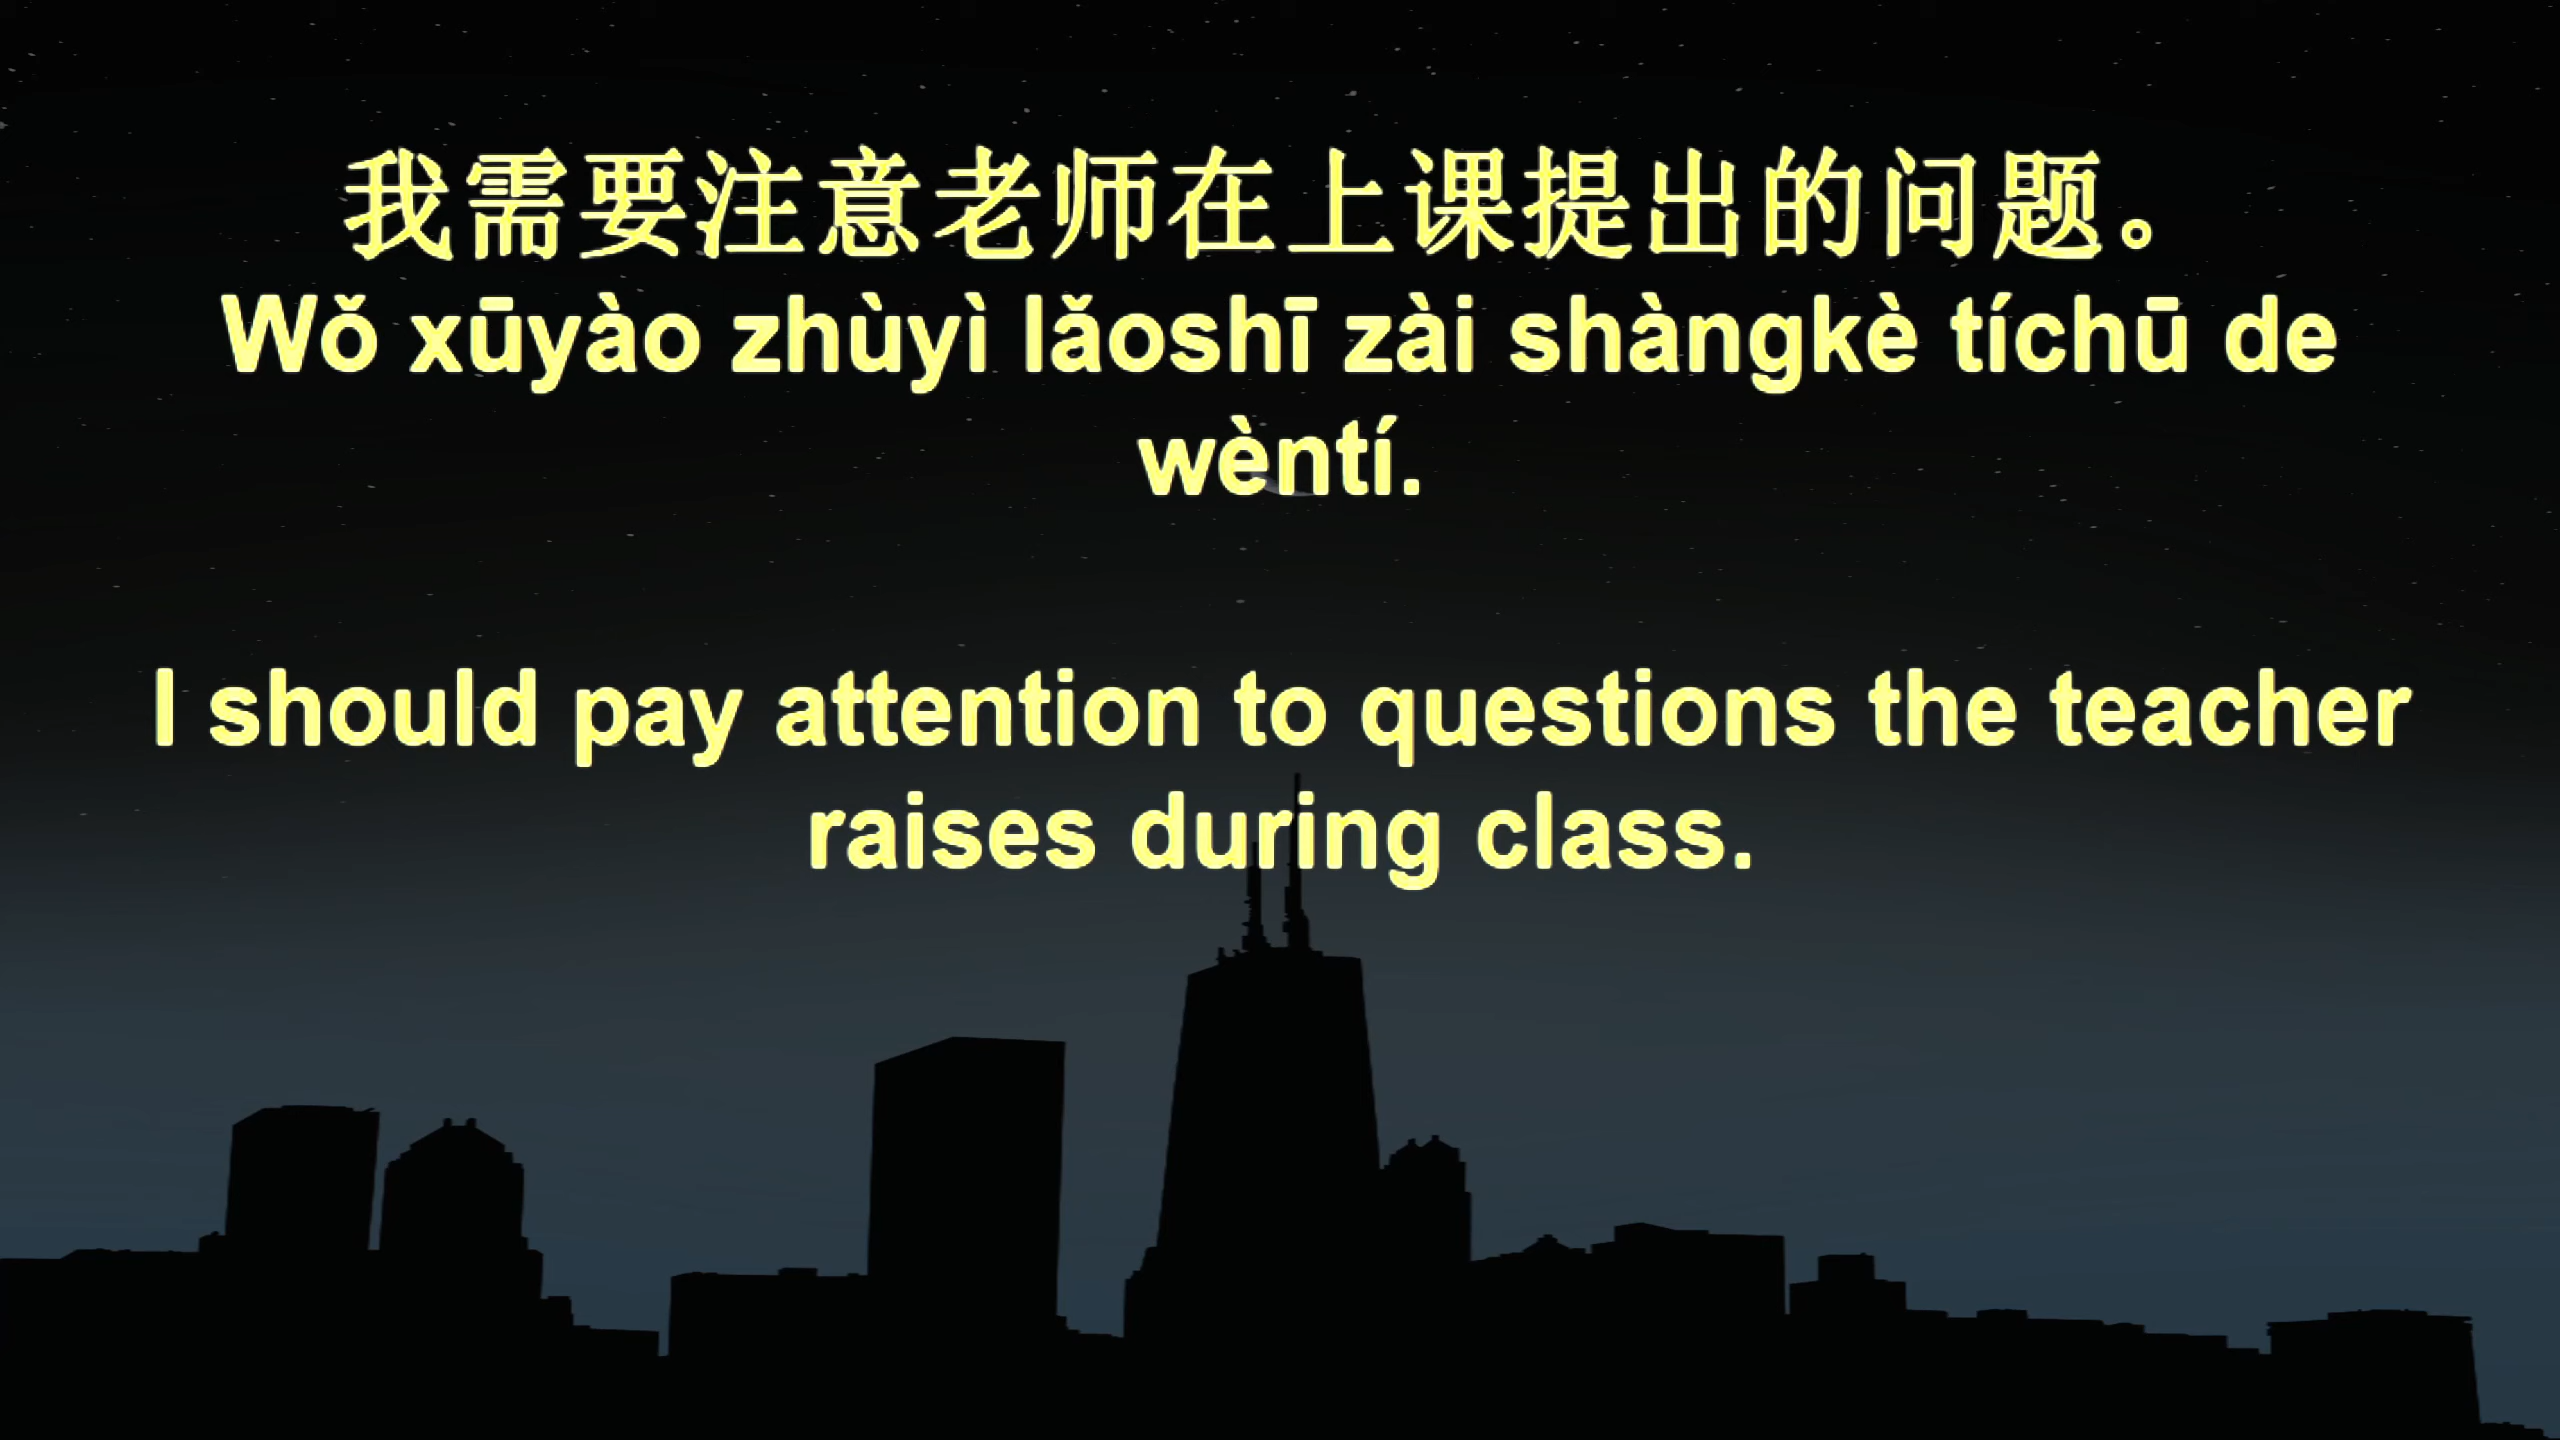 我需要注意老师在上课提出的问题。
Wǒ xūyào zhùyì lǎoshī zài shàngkè tíchū de
wèntí.
I should pay attention to questions the teacher
raises during class.